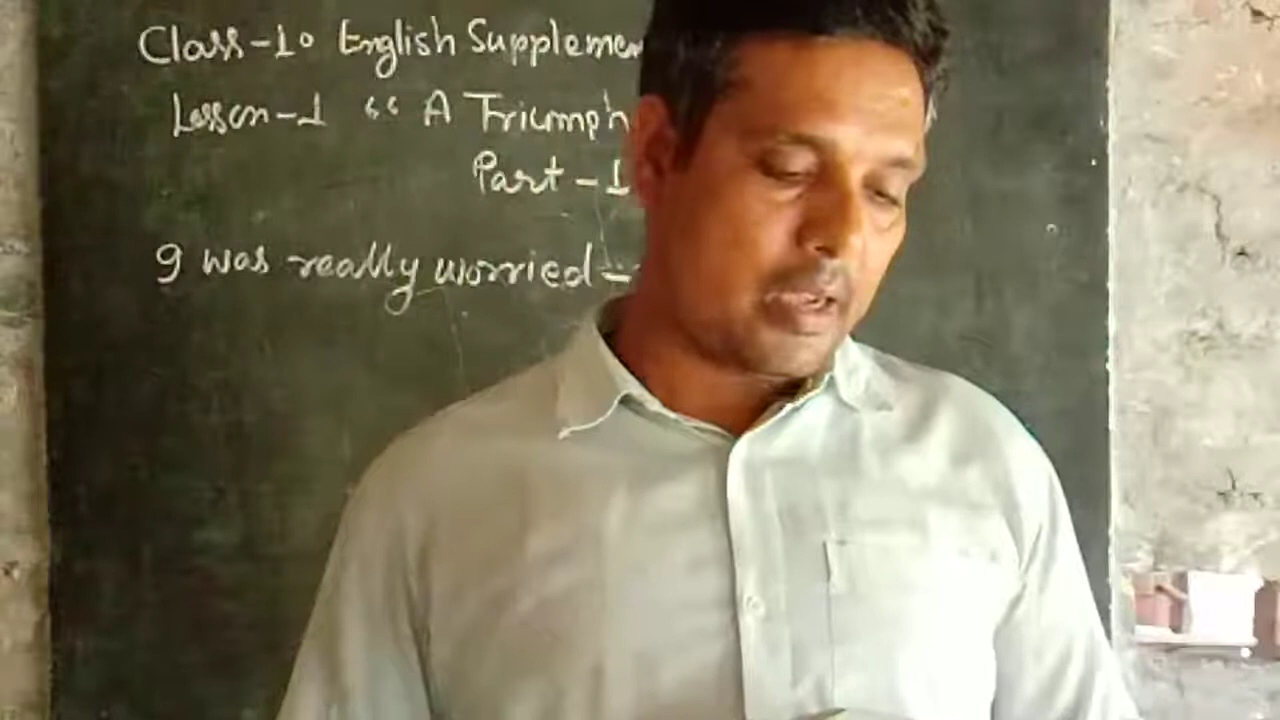 Class-10 English Supplemen
Lesson-1 "A Triumph
Part-1
I was really worried-